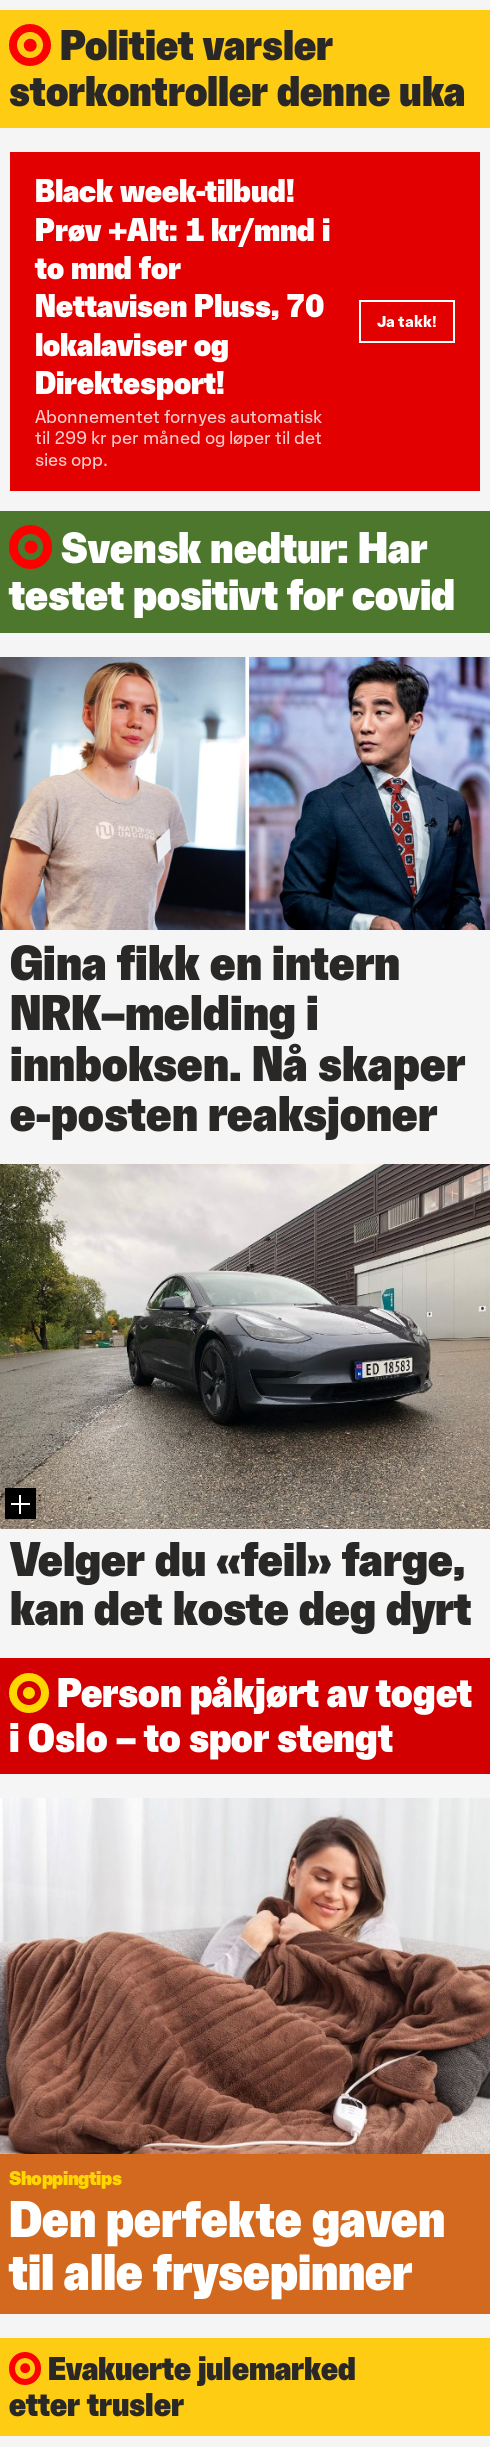 Politiet varsler
storkontroller denne uka
Black week-tilbud!
Prøv +Alt: 1 kr/mnd i
to mnd for
Nettavisen Pluss, 70
lokalaviser og
Direktesport!
Ja takk!
Abonnementet fornyes automatisk
til 299 kr per måned og løper til det
sies opp.
Svensk nedtur: Har
testet positivt for covid
NATUR OG
UNGDOM
Gina fikk en intern
NRK–melding i
innboksen. Nå skaper
e-posten reaksjoner
ED 18583
Velger du «feil» farge,
kan det koste deg dyrt
Person påkjørt av toget
i Oslo – to spor stengt
Shoppingtips
Den perfekte gaven
til alle frysepinner
Evakuerte julemarked
etter trusler